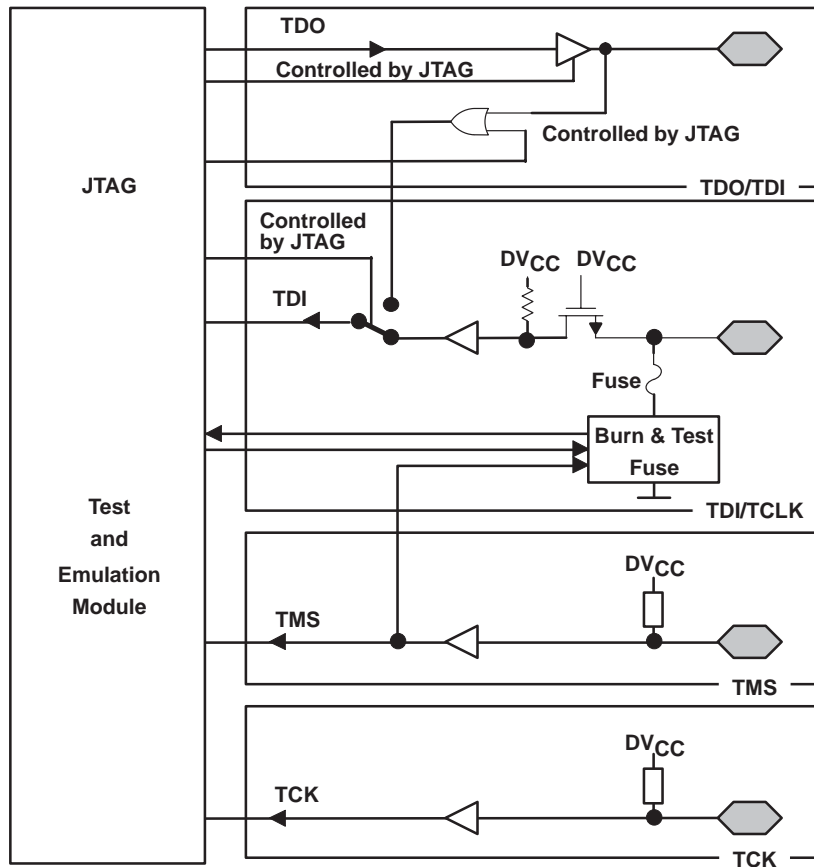 TDO
Controlled by JTAG
Controlled by JTAG
TDO/TDI
JTAG
Controlled
by JTAG
TDI
DVCC
DVCC
Fuse
Burn & Test
Fuse
TDI/TCLK
Test
and
Emulation
Module
DVCC
TMS
TMS
DVCC
TCK
TCK